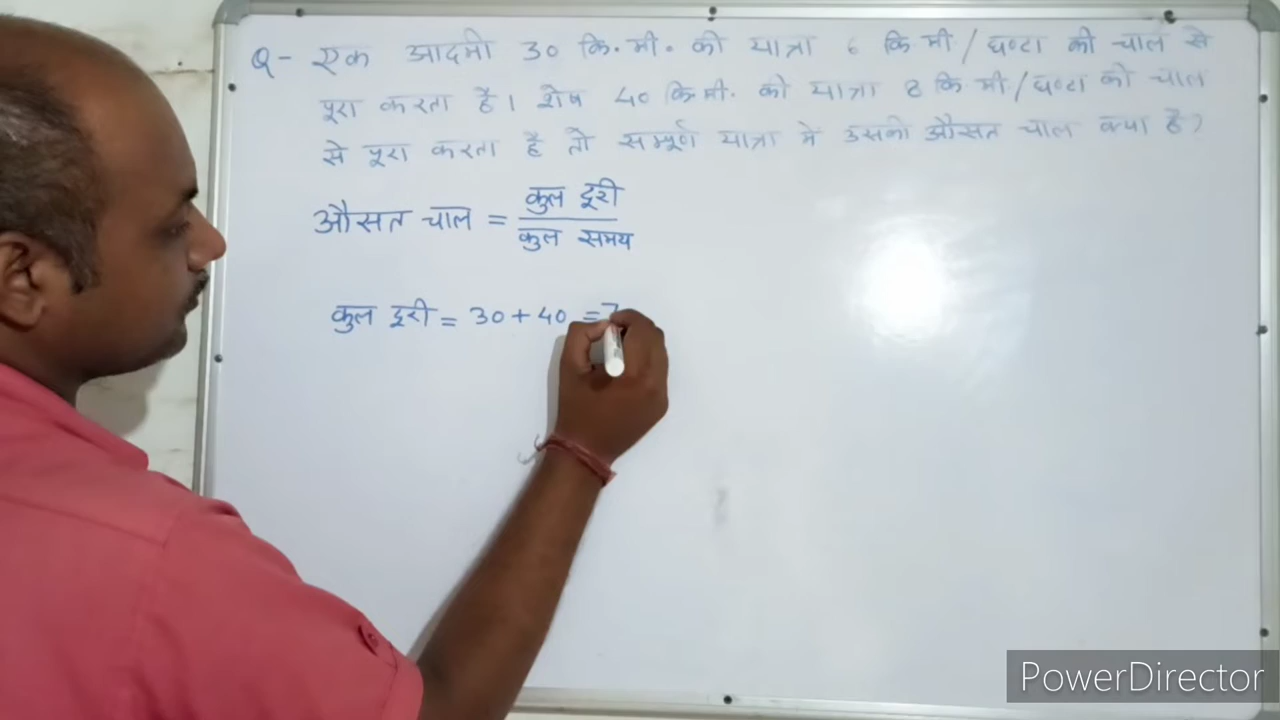 Q- एक आदमी 30 कि.मी. की यात्रा 6 कि मी / घण्टा की चाल से
पूरा करता है। शेष 40 कि.मी. की यात्रा 8 कि मी / घण्टा की चाल
से पूरा करता है तो सम्पूर्ण यात्रा मे उसकी औसत चाल क्या है?
औसत चाल = कुल दूरी
कुल समय
कुल दूरी = 30 + 40 = 7
PowerDirector